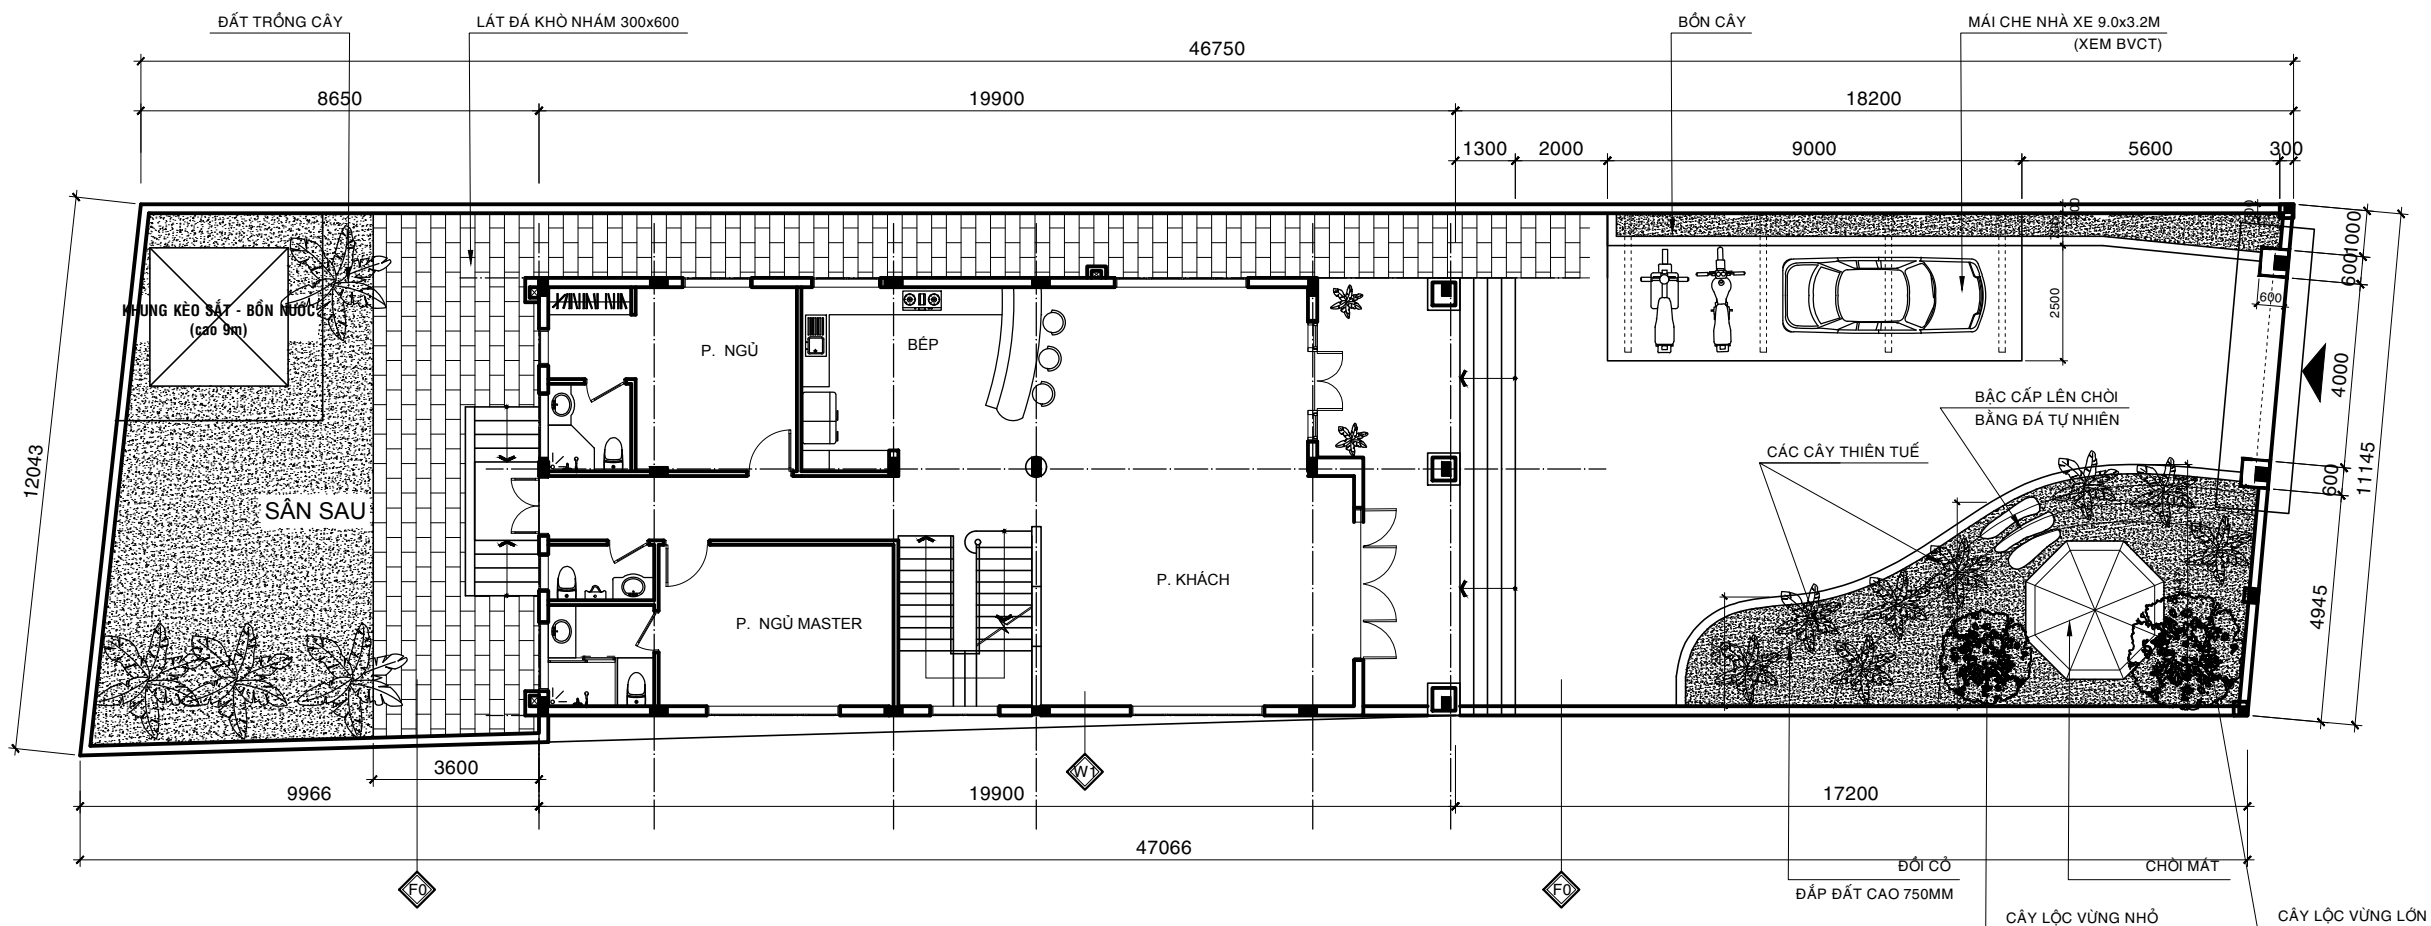 ĐẤT TRỒNG CÂY
LÁT ĐÁ KHÒ NHÁM 300x600
BỒN CÂY
MÁI CHE NHÀ XE 9.0x3.2M
(XEM BVCT)
46750
8650
19900
18200
1300
2000
9000
5600
300
1000
600
600
4000
600
11145
4945
2500
12043
KHUNG KÈO SẮT - BỒN NƯỚC
(cao 9m)
P. NGỦ
BẾP
BẬC CẤP LÊN CHÒI
BẰNG ĐÁ TỰ NHIÊN
CÁC CÂY THIÊN TUẾ
SÂN SAU
P. KHÁCH
P. NGỦ MASTER
3600
W1
9966
19900
17200
47066
F0
F0
ĐỒI CỎ
ĐẮP ĐẤT CAO 750MM
CHÒI MÁT
CÂY LỘC VỪNG NHỎ
CÂY LỘC VỪNG LỚN